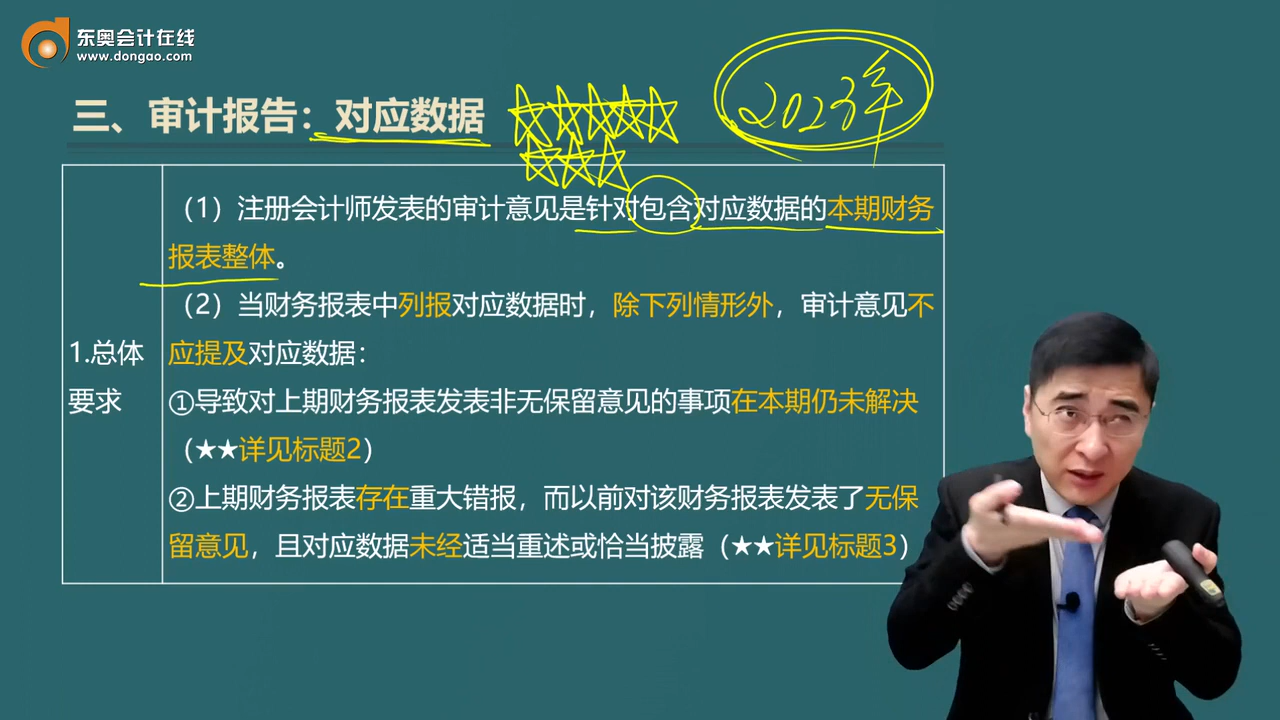 东奥会计在线
www.dongao.com
三、审计报告：对应数据
2023年
（1）注册会计师发表的审计意见是针对包含对应数据的本期财务
报表整体。
（2）当财务报表中列报对应数据时，除下列情形外，审计意见不
应提及对应数据：
1.总体
要求
①导致对上期财务报表发表非无保留意见的事项在本期仍未解决
（★★详见标题2）
②上期财务报表存在重大错报，而以前对该财务报表发表了无保
留意见，且对应数据未经适当重述或恰当披露（★★详见标题3）